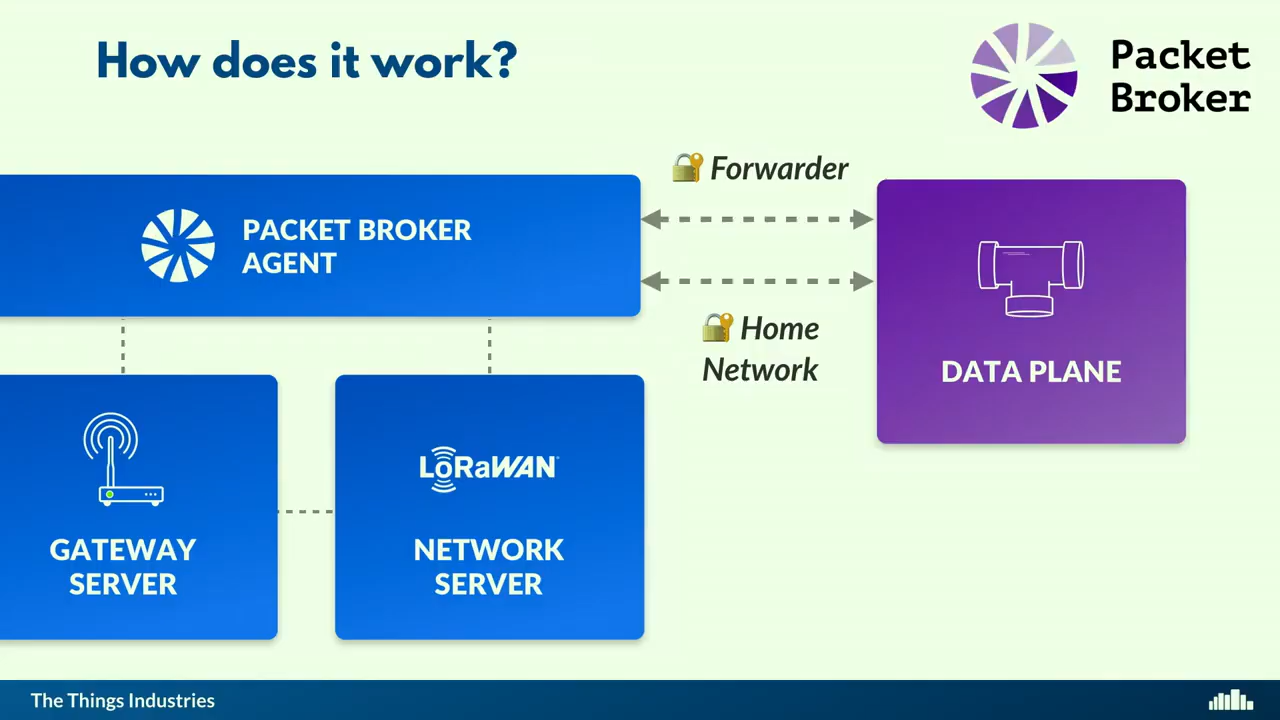 How does it work?
Packet
Broker
🔐 Forwarder
PACKET BROKER
AGENT
🔐 Home
Network
DATA PLANE
LoRaWAN
GATEWAY
SERVER
NETWORK
SERVER
The Things Industries